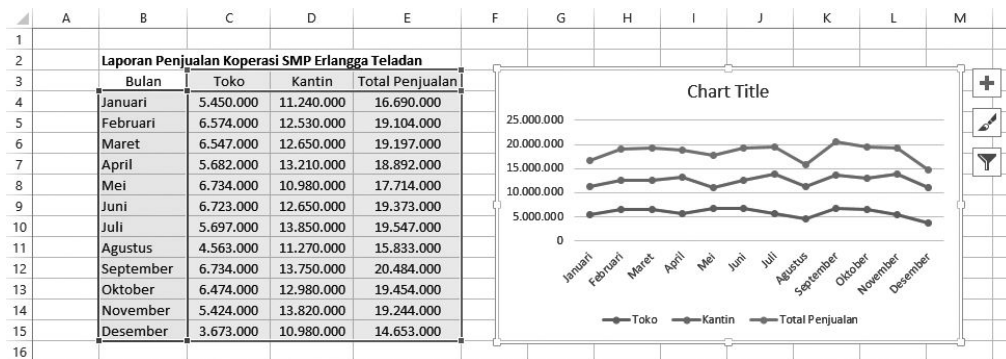 A B C D E F G H I J K L M
1
2 Laporan Penjualan Koperasi SMP Erlangga Teladan
3 Bulan Toko Kantin Total Penjualan
4 Januari 5.450.000 11.240.000 16.690.000
5 Februari 6.574.000 12.530.000 19.104.000
6 Maret 6.547.000 12.650.000 19.197.000
7 April 5.682.000 13.210.000 18.892.000
8 Mei 6.734.000 10.980.000 17.714.000
9 Juni 6.723.000 12.650.000 19.373.000
10 Juli 5.697.000 13.850.000 19.547.000
11 Agustus 4.563.000 11.270.000 15.833.000
12 September 6.734.000 13.750.000 20.484.000
13 Oktober 6.474.000 12.980.000 19.454.000
14 November 5.424.000 13.820.000 19.244.000
15 Desember 3.673.000 10.980.000 14.653.000
16
Chart Title
25.000.000
20.000.000
15.000.000
10.000.000
5.000.000
0
Januari Februari Maret April Mei Juni Juli Agustus September Oktober November Desember
Toko Kantin Total Penjualan